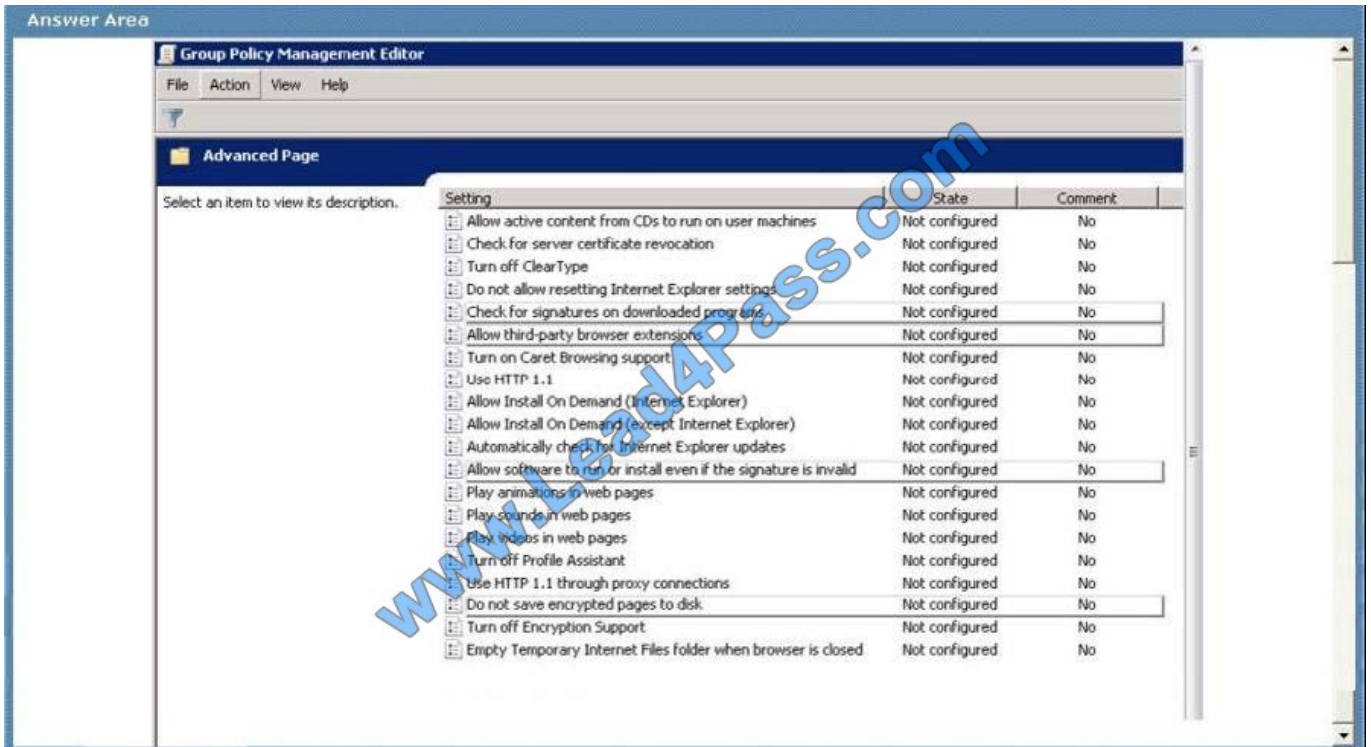 Answer Area
Group Policy Management Editor
File Action View Help
Advanced Page
Select an item to view its description.
Setting State Comment
Allow active content from CDs to run on user machines Not configured No
Check for server certificate revocation Not configured No
Turn off ClearType Not configured No
Do not allow resetting Internet Explorer settings Not configured No
Check for signatures on downloaded programs Not configured No
Allow third-party browser extensions Not configured No
Turn on Caret Browsing support Not configured No
Use HTTP 1.1 Not configured No
Allow Install On Demand (Internet Explorer) Not configured No
Allow Install On Demand (except Internet Explorer) Not configured No
Automatically check for Internet Explorer updates Not configured No
Allow software to run or install even if the signature is invalid Not configured No
Play animations in web pages Not configured No
Play sounds in web pages Not configured No
Play videos in web pages Not configured No
Turn off Profile Assistant Not configured No
Use HTTP 1.1 through proxy connections Not configured No
Do not save encrypted pages to disk Not configured No
Turn off Encryption Support Not configured No
Empty Temporary Internet Files folder when browser is closed Not configured No
www.Lead4Pass.com